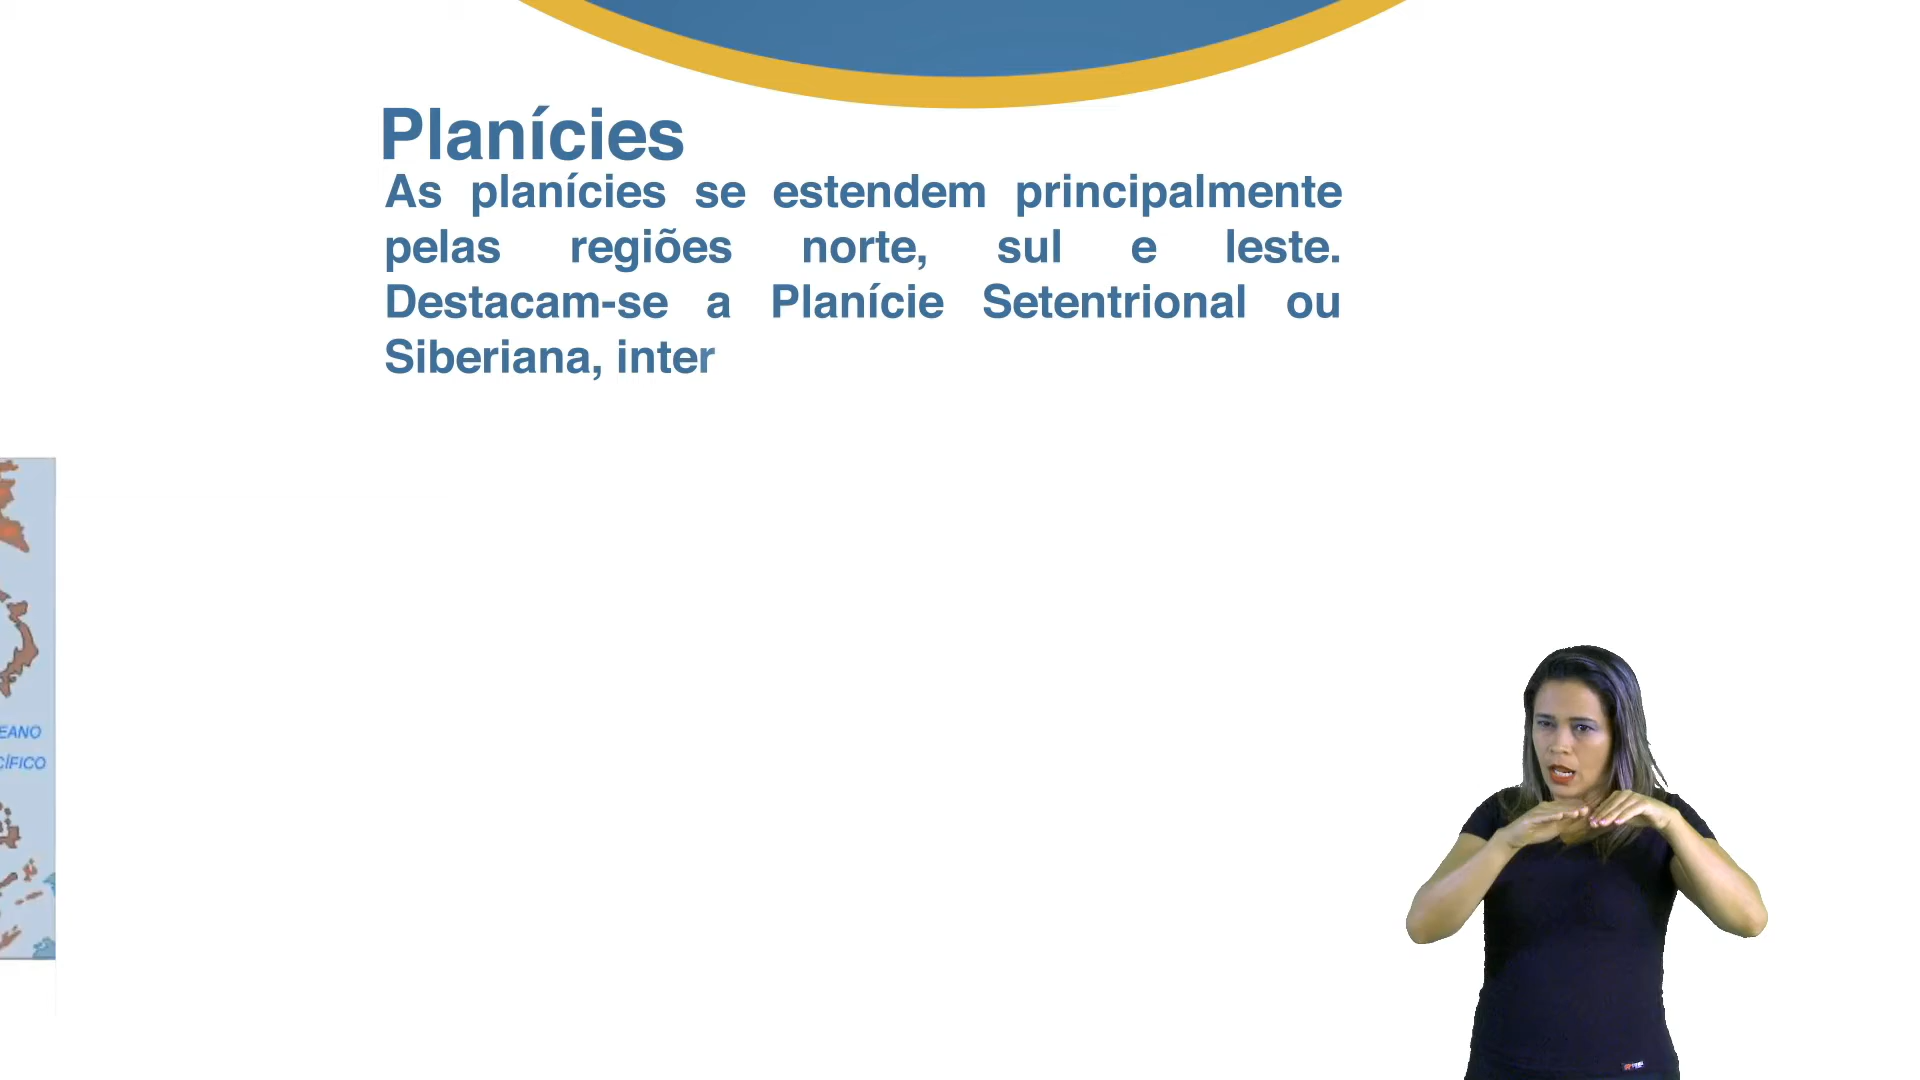 Planícies
As planícies se estendem principalmente
pelas regiões norte, sul e leste.
Destacam-se a Planície Setentrional ou
Siberiana, inter
EANO
CÍFICO